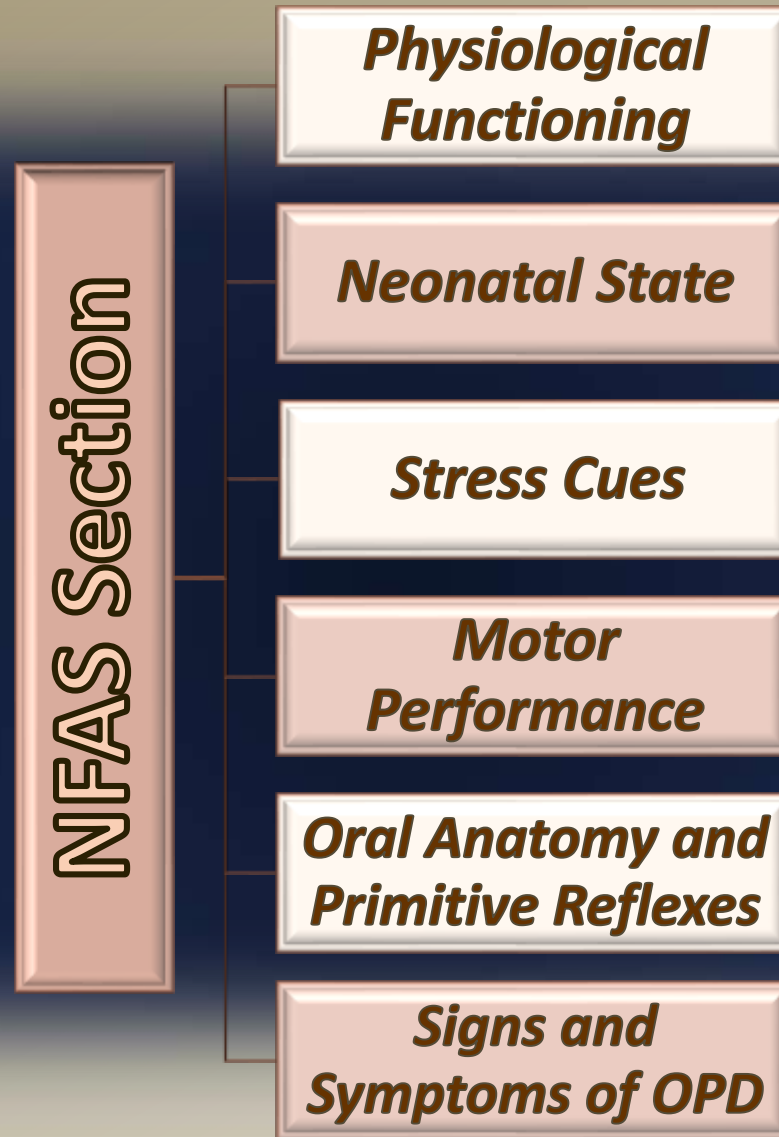 NFAS Section
Physiological
Functioning
Neonatal State
Stress Cues
Motor
Performance
Oral Anatomy and
Primitive Reflexes
Signs and
Symptoms of OPD